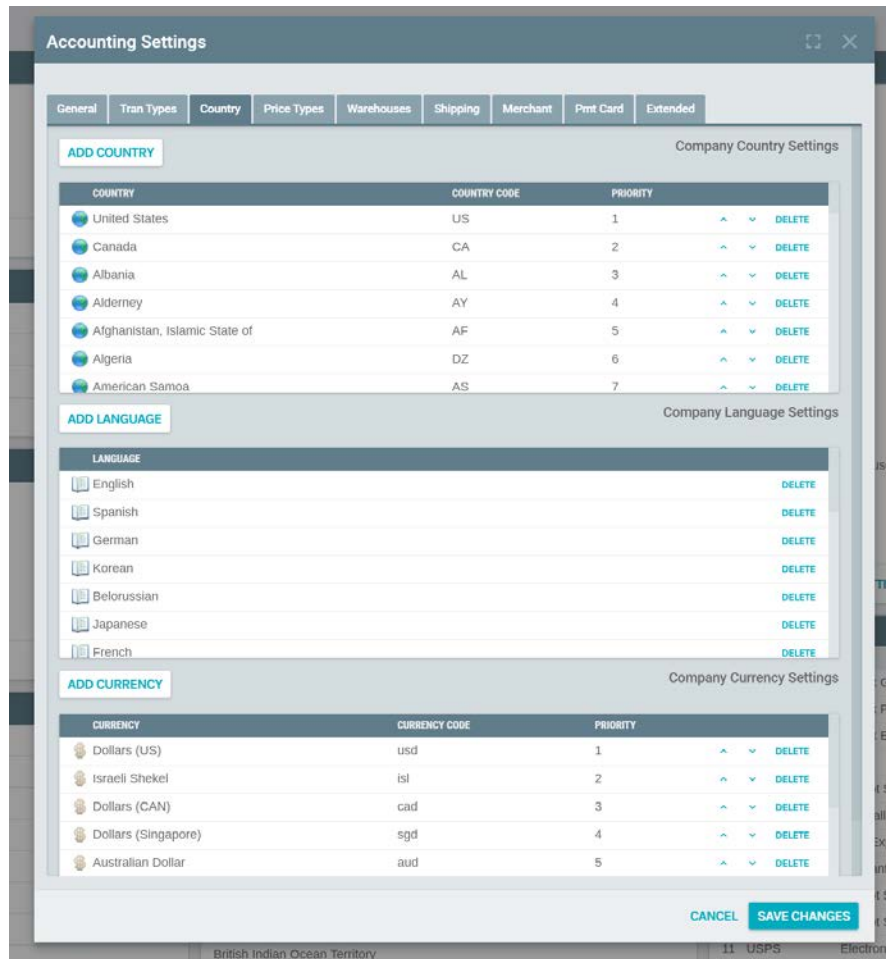 Accounting Settings
General Tran Types Country Price Types Warehouses Shipping Merchant Pmt Card Extended
ADD COUNTRY Company Country Settings
COUNTRY COUNTRY CODE PRIORITY
United States US 1 DELETE
Canada CA 2 DELETE
Albania AL 3 DELETE
Alderney AY 4 DELETE
Afghanistan, Islamic State of AF 5 DELETE
Algeria DZ 6 DELETE
American Samoa AS 7 DELETE
ADD LANGUAGE Company Language Settings
LANGUAGE
English DELETE
Spanish DELETE
German DELETE
Korean DELETE
Belorussian DELETE
Japanese DELETE
French DELETE
ADD CURRENCY Company Currency Settings
CURRENCY CURRENCY CODE PRIORITY
Dollars (US) usd 1 DELETE
Israeli Shekel isl 2 DELETE
Dollars (CAN) cad 3 DELETE
Dollars (Singapore) sgd 4 DELETE
Australian Dollar aud 5 DELETE
CANCEL SAVE CHANGES
British Indian Ocean Territory 11 USPS